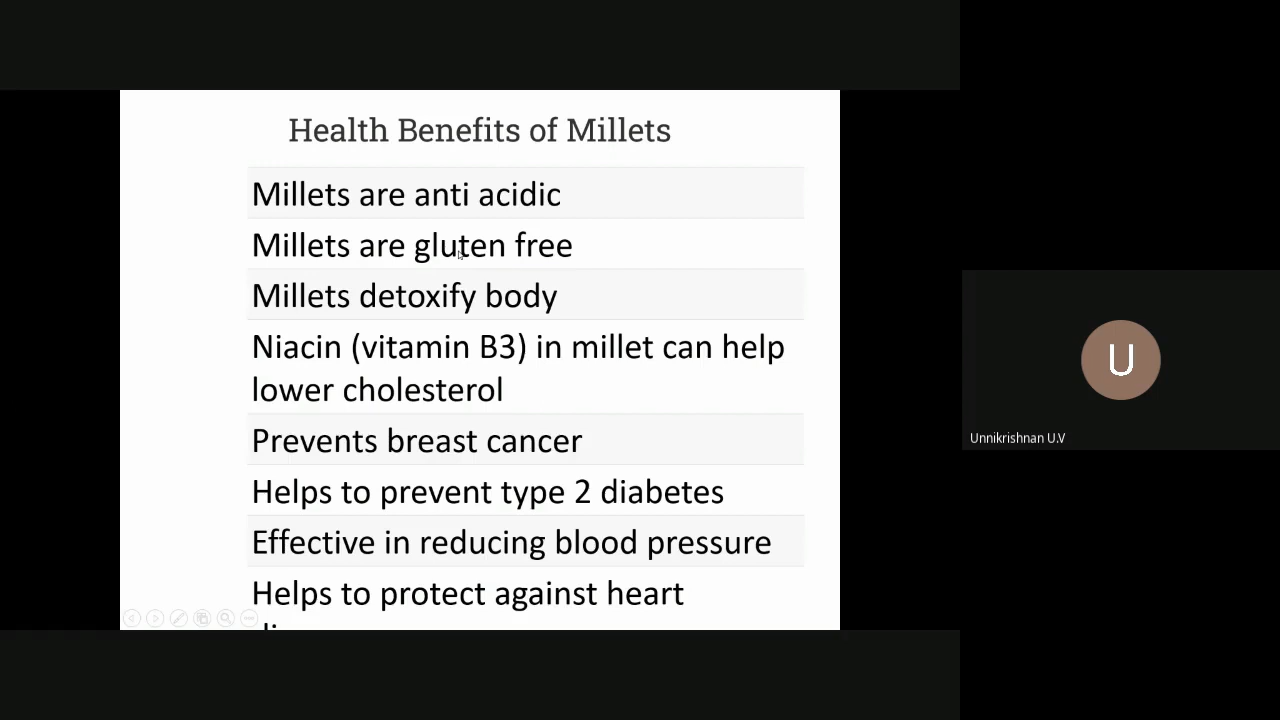 Health Benefits of Millets
Millets are anti acidic
Millets are gluten free
Millets detoxify body
Niacin (vitamin B3) in millet can help
lower cholesterol
Prevents breast cancer
Helps to prevent type 2 diabetes
Effective in reducing blood pressure
Helps to protect against heart
U
Unnikrishnan U.V